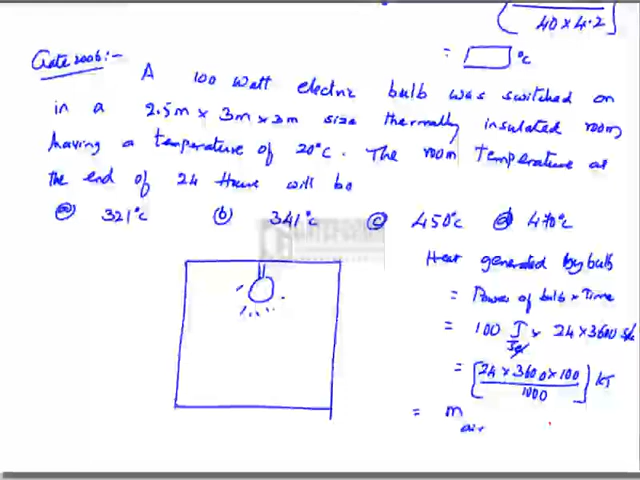 40 × 4.2
= °C
Gate 2006:-
A 100 Watt electric bulb was switched on
in a 2.5m × 3m × 3m size thermally insulated room
having a temperature of 20°C. The room temperature at
the end of 24 Hours will be
(a) 321°C (b) 341°C (c) 450°C (d) 470°C
Heat generated by bulb
= Power of bulb × Time
= 100 J/sec × 24 × 3600 sec
= [24 × 3600 × 100 / 1000] KJ
= m air